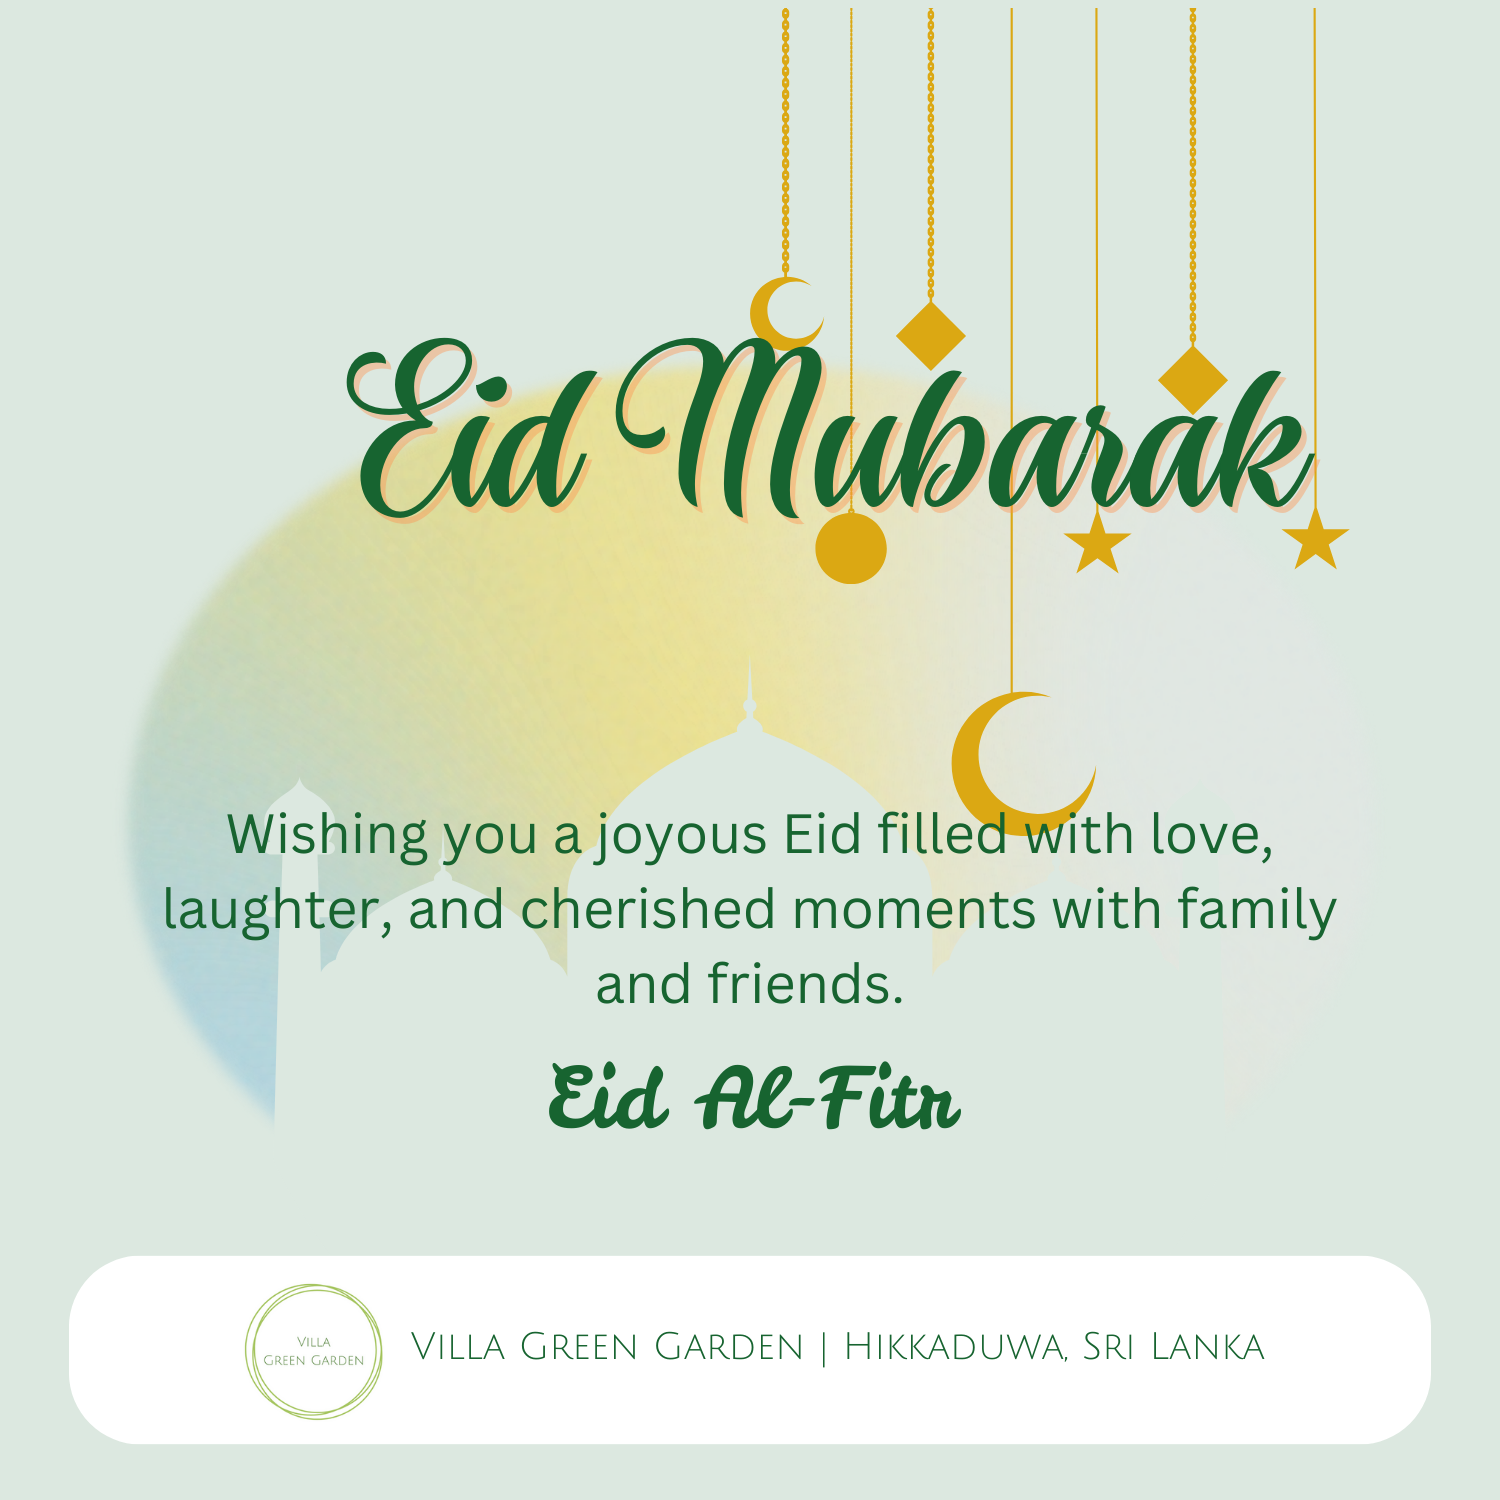 Eid Mubarak
Wishing you a joyous Eid filled with love,
laughter, and cherished moments with family
and friends.
Eid Al-Fitr
Villa
Green Garden
Villa Green Garden | Hikkaduwa, Sri Lanka